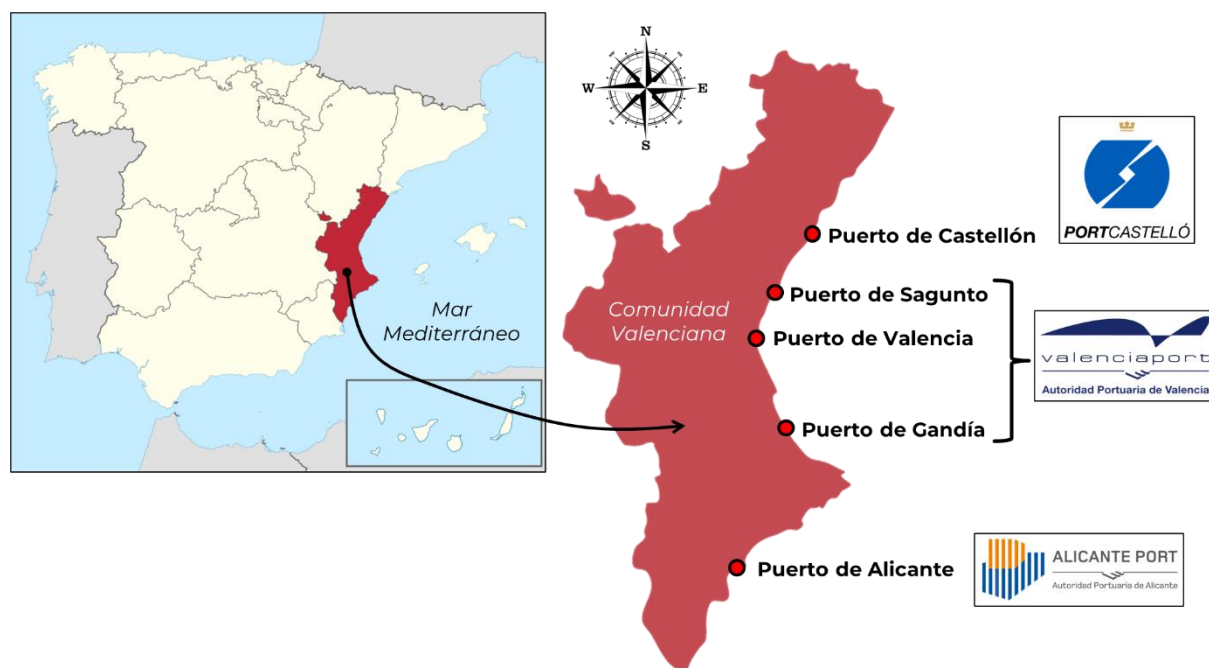 Mar
Mediterráneo
N
W
E
S
Comunidad
Valenciana
Puerto de Castellón
Puerto de Sagunto
Puerto de Valencia
Puerto de Gandía
Puerto de Alicante
PORTCASTELLÓ
valenciaport
Autoridad Portuaria de Valencia
ALICANTE PORT
Autoridad Portuaria de Alicante